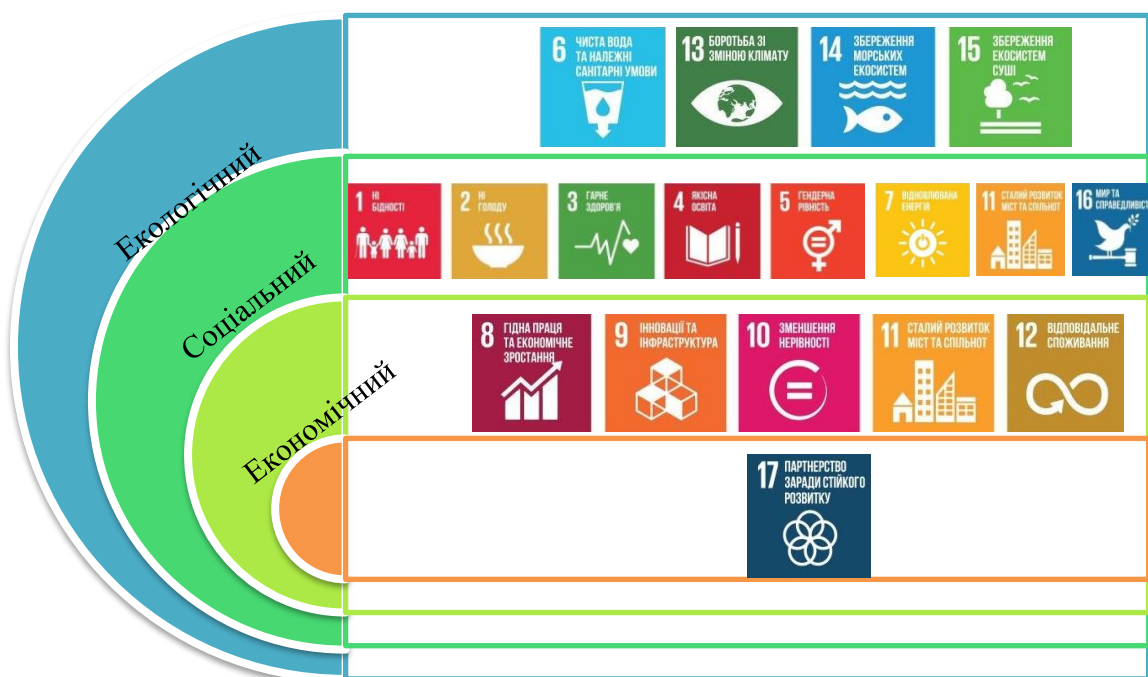 6 ЧИСТА ВОДА
ТА НАЛЕЖНІ
САНІТАРНІ УМОВИ
13 БОРОТЬБА ЗІ
ЗМІНОЮ КЛІМАТУ
14 ЗБЕРЕЖЕННЯ
МОРСЬКИХ
ЕКОСИСТЕМ
15 ЗБЕРЕЖЕННЯ
ЕКОСИСТЕМ
СУШІ
Екологічний
1 НІ
БІДНОСТІ
2 НІ
ГОЛОДУ
3 ГАРНЕ
ЗДОРОВ'Я
4 ЯКІСНА
ОСВІТА
5 ГЕНДЕРНА
РІВНІСТЬ
7 ВІДНОВЛЮВАНА
ЕНЕРГІЯ
11 СТАЛИЙ РОЗВИТОК
МІСТ ТА СПІЛЬНОТ
16 МИР ТА
СПРАВЕДЛИВІСТ
Соціальний
8 ГІДНА ПРАЦЯ
ТА ЕКОНОМІЧНЕ
ЗРОСТАННЯ
9 ІННОВАЦІЇ ТА
ІНФРАСТРУКТУРА
10 ЗМЕНШЕННЯ
НЕРІВНОСТІ
11 СТАЛИЙ РОЗВИТОК
МІСТ ТА СПІЛЬНОТ
12 ВІДПОВІДАЛЬНЕ
СПОЖИВАННЯ
Економічний
17 ПАРТНЕРСТВО
ЗАРАДИ СТІЙКОГО
РОЗВИТКУ